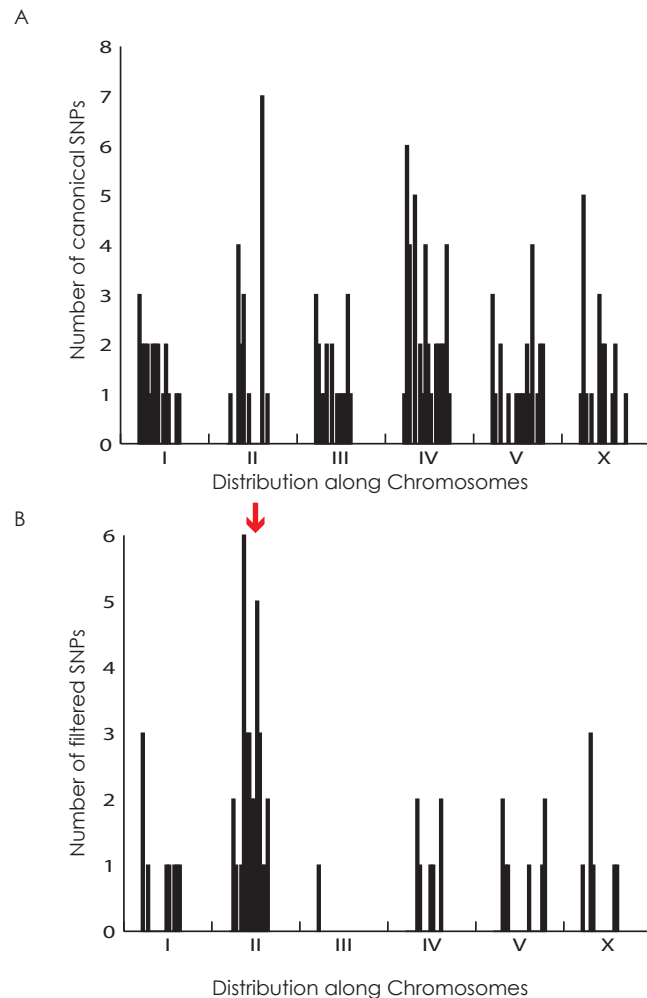 A
Number of canonical SNPs
8
7
6
5
4
3
2
1
0
I II III IV V X
Distribution along Chromosomes
B
Number of filtered SNPs
6
5
4
3
2
1
0
I II III IV V X
Distribution along Chromosomes